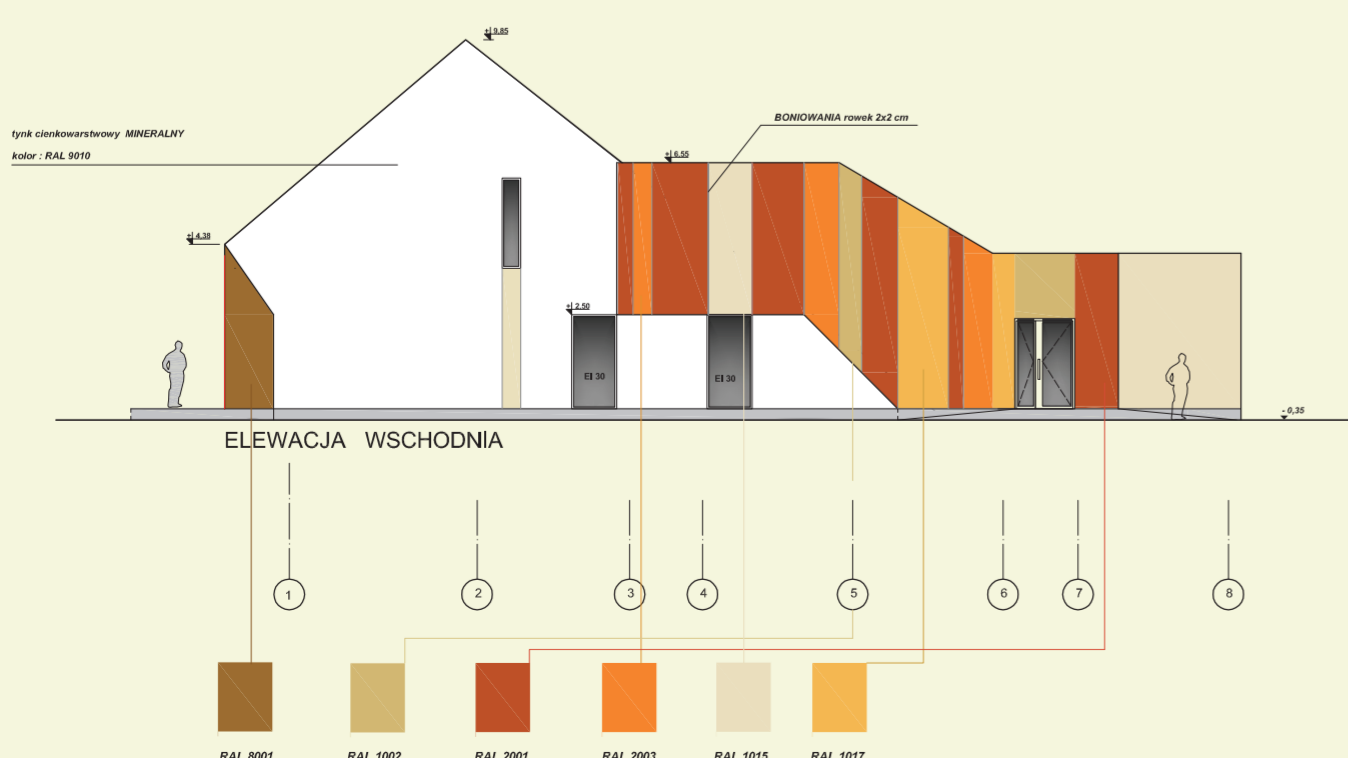 +9,85
tynk cienkowarstwowy MINERALNY
kolor : RAL 9010
BONIOWANIA rowek 2x2 cm
+6.55
+4,38
+2.50
EI 30
EI 30
- 0,35
ELEWACJA WSCHODNIA
1 2 3 4 5 6 7 8
RAL 8001 RAL 1002 RAL 2001 RAL 2003 RAL 1015 RAL 1017